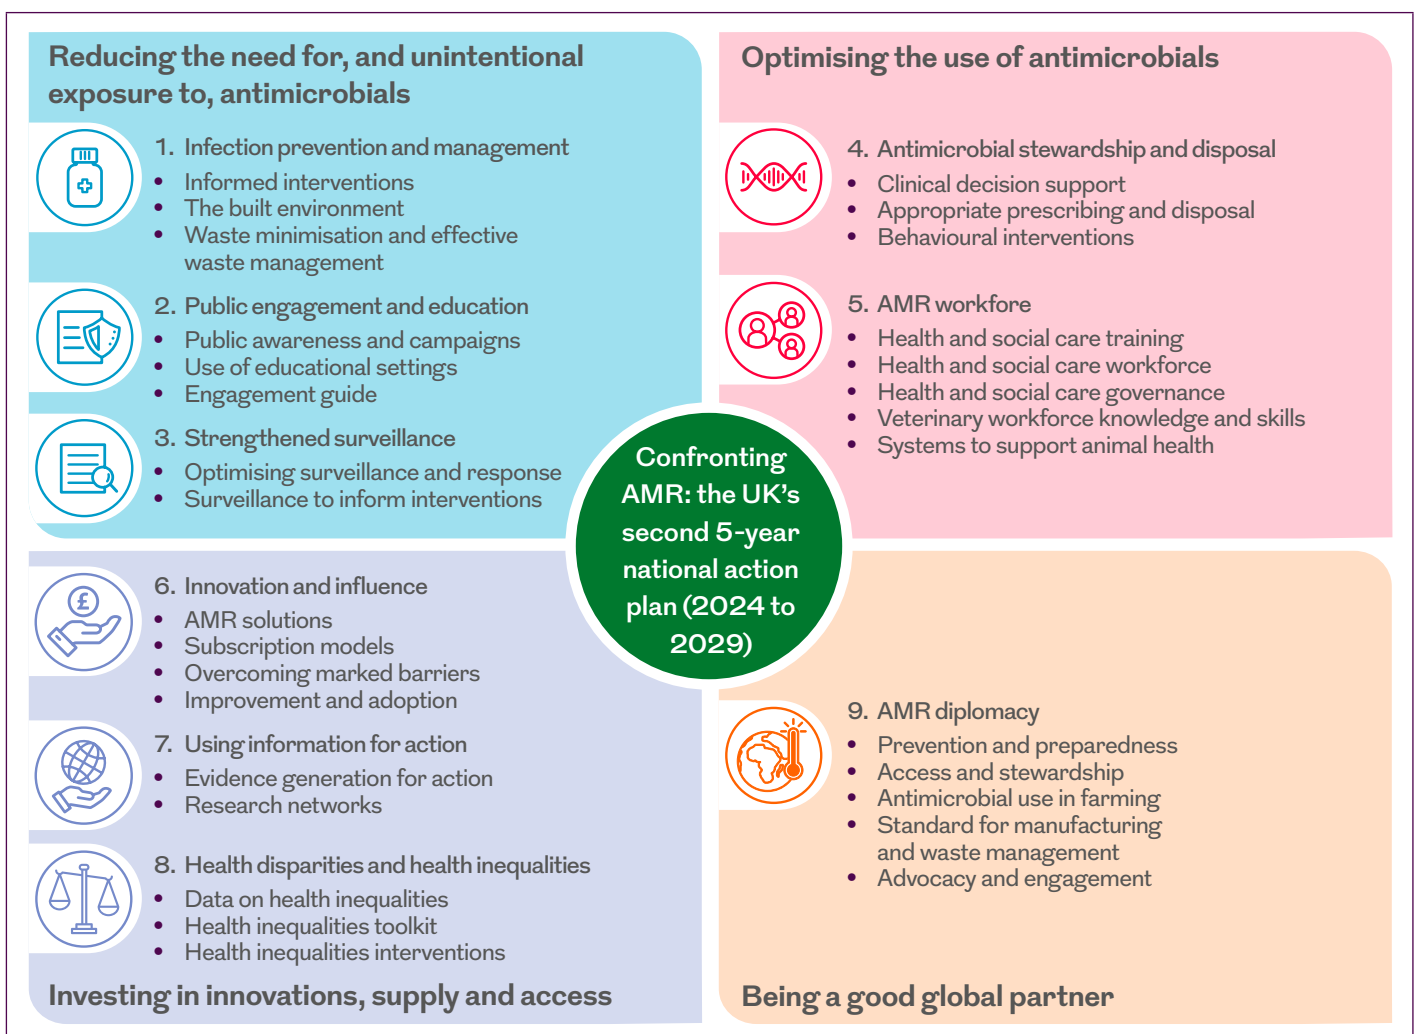 Reducing the need for, and unintentional
exposure to, antimicrobials
1. Infection prevention and management
• Informed interventions
• The built environment
• Waste minimisation and effective
waste management
2. Public engagement and education
• Public awareness and campaigns
• Use of educational settings
• Engagement guide
3. Strengthened surveillance
• Optimising surveillance and response
• Surveillance to inform interventions
Optimising the use of antimicrobials
4. Antimicrobial stewardship and disposal
• Clinical decision support
• Appropriate prescribing and disposal
• Behavioural interventions
5. AMR workfore
• Health and social care training
• Health and social care workforce
• Health and social care governance
• Veterinary workforce knowledge and skills
• Systems to support animal health
Confronting
AMR: the UK’s
second 5-year
national action
plan (2024 to
2029)
£
6. Innovation and influence
• AMR solutions
• Subscription models
• Overcoming marked barriers
• Improvement and adoption
7. Using information for action
• Evidence generation for action
• Research networks
8. Health disparities and health inequalities
• Data on health inequalities
• Health inequalities toolkit
• Health inequalities interventions
Investing in innovations, supply and access
9. AMR diplomacy
• Prevention and preparedness
• Access and stewardship
• Antimicrobial use in farming
• Standard for manufacturing
and waste management
• Advocacy and engagement
Being a good global partner